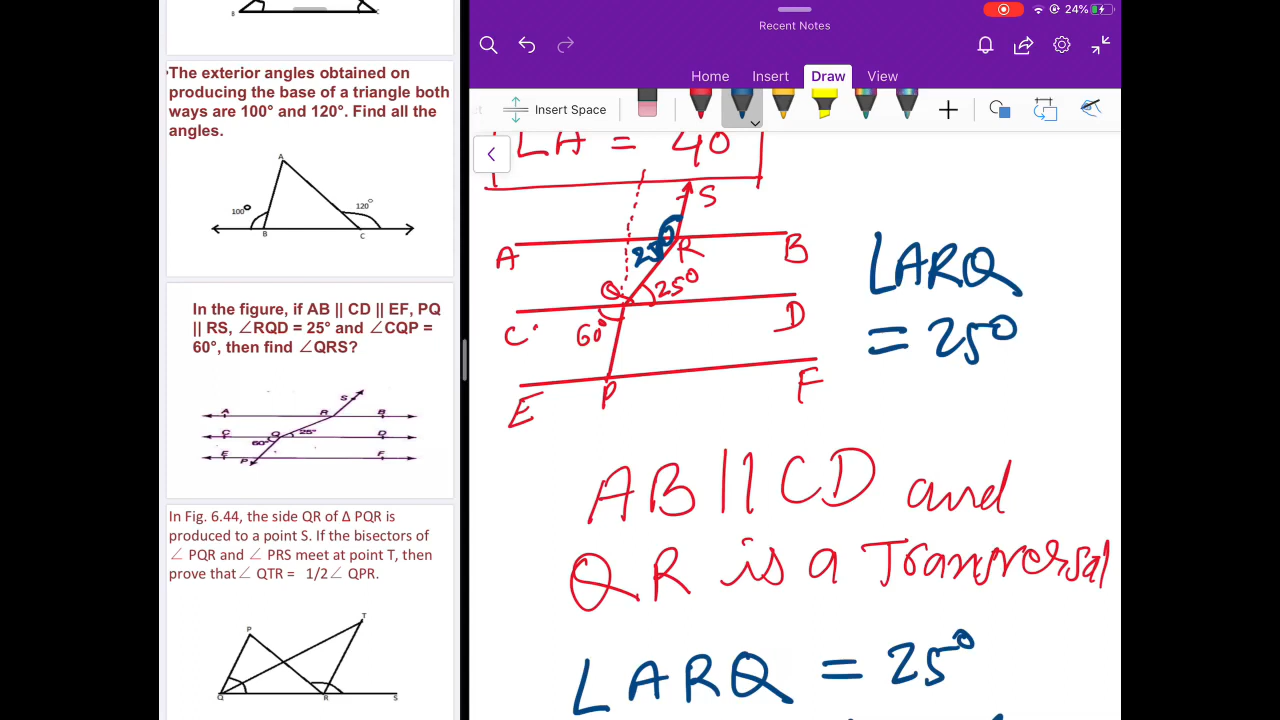 B
C
The exterior angles obtained on
producing the base of a triangle both
ways are 100° and 120°. Find all the
angles.
A
100°
120°
B
C
In the figure, if AB || CD || EF, PQ
|| RS, ∠RQD = 25° and ∠CQP =
60°, then find ∠QRS?
S
A
R
B
C
Q
25°
D
60°
E
P
F
In Fig. 6.44, the side QR of Δ PQR is
produced to a point S. If the bisectors of
∠ PQR and ∠ PRS meet at point T, then
prove that ∠ QTR = 1/2 ∠ QPR.
T
P
Q
R
S
24%
Recent Notes
Home Insert Draw View
Insert Space
∠A = 40
S
A
25°
R
B
Q
25°
C
60°
D
E
P
F
∠ARQ
= 25°
AB || CD and
QR is a Tranversal
∠ARQ = 25°